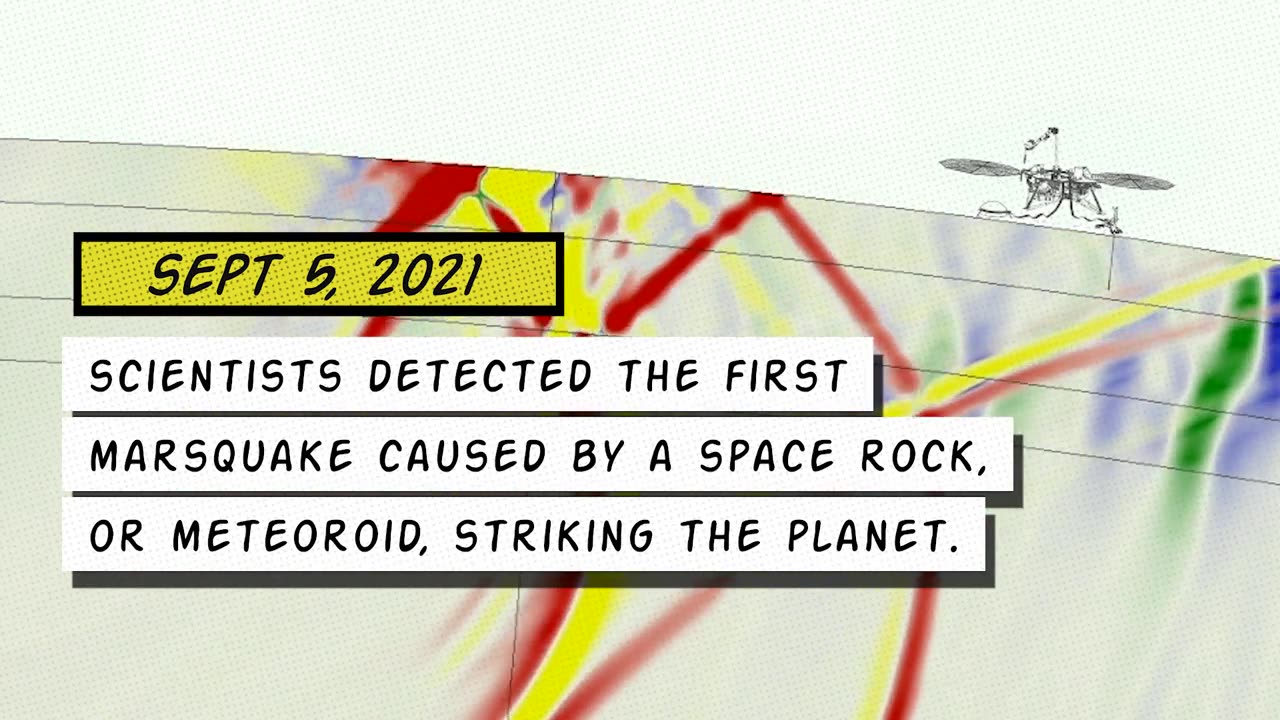 SEPT 5, 2021
SCIENTISTS DETECTED THE FIRST
MARSQUAKE CAUSED BY A SPACE ROCK,
OR METEOROID, STRIKING THE PLANET.